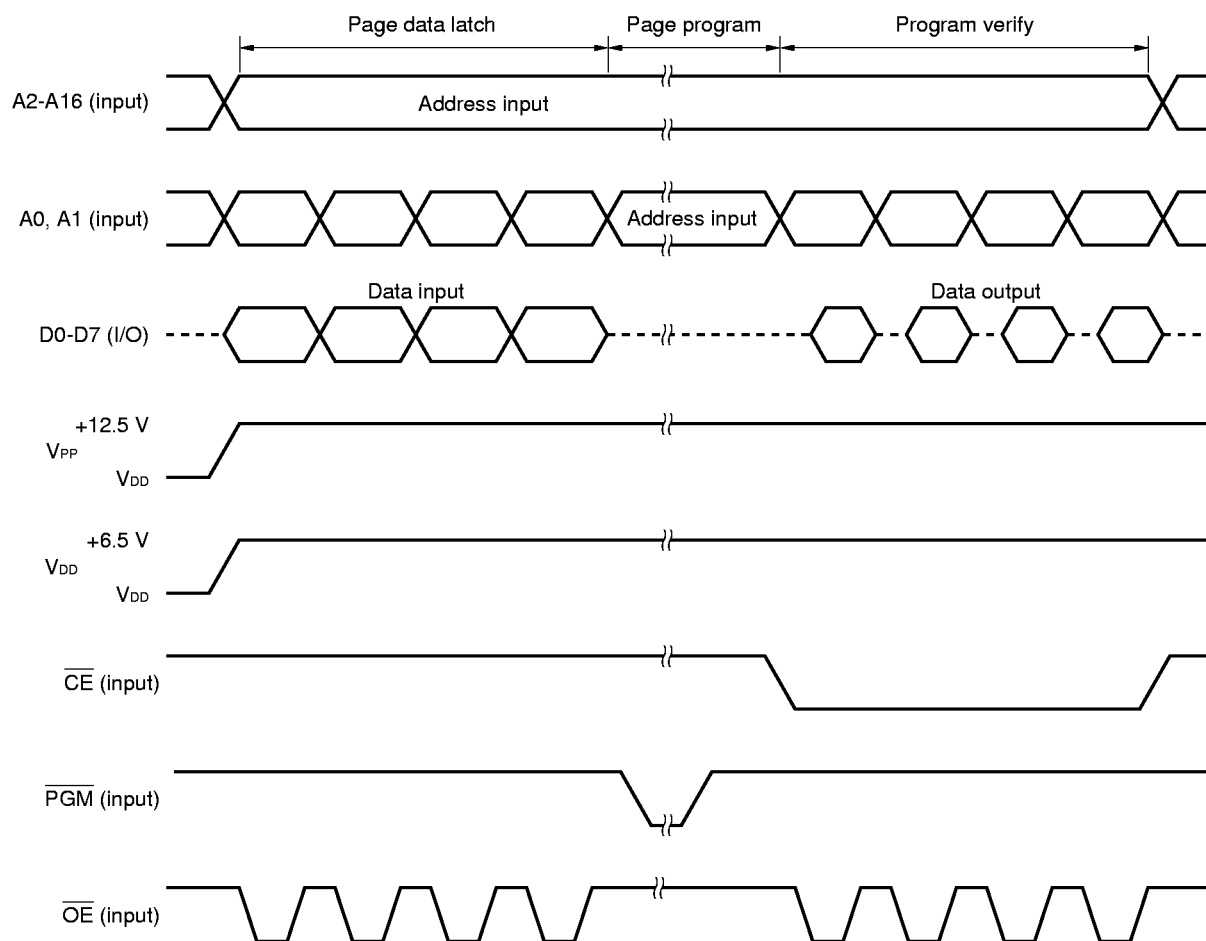 Page data latch Page program Program verify
A2-A16 (input) Address input
A0, A1 (input) Address input
Data input Data output
D0-D7 (I/O)
+12.5 V
VPP
VDD
+6.5 V
VDD
VDD
CE (input)
PGM (input)
OE (input)